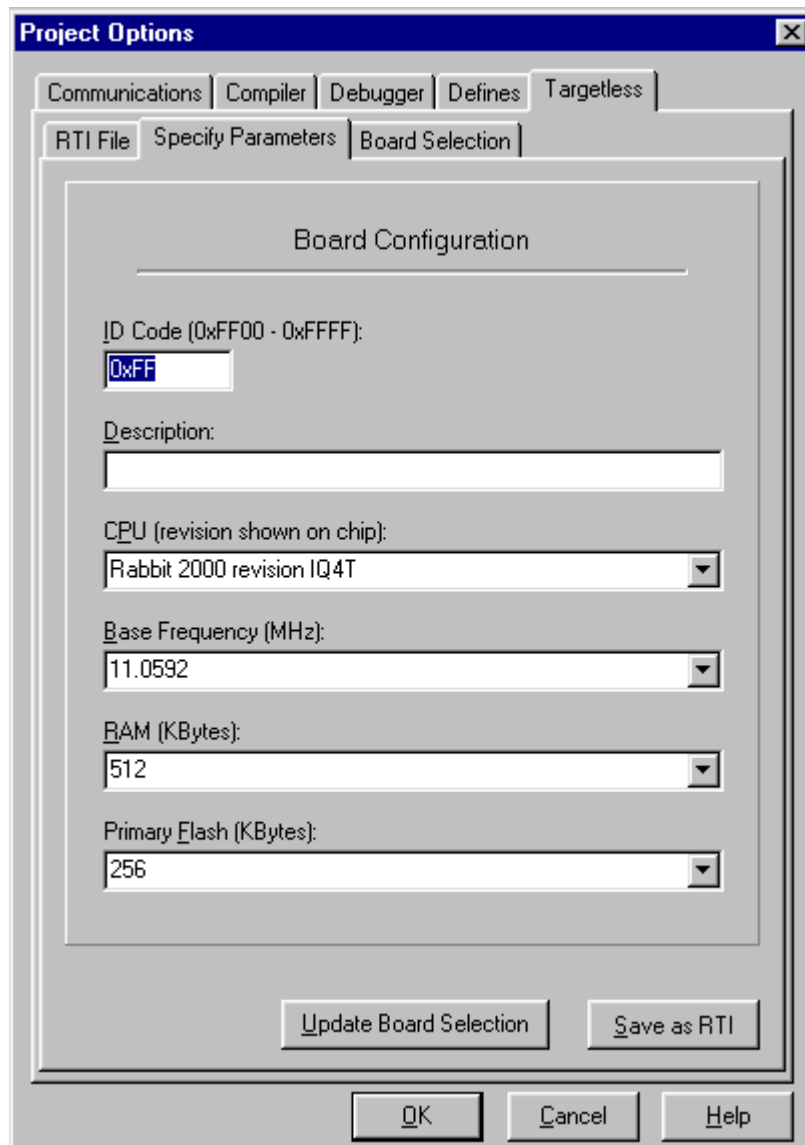 Project Options
Communications Compiler Debugger Defines Targetless
RTI File Specify Parameters Board Selection
Board Configuration
ID Code (0xFF00 - 0xFFFF):
0xFF
Description:
CPU (revision shown on chip):
Rabbit 2000 revision IQ4T
Base Frequency (MHz):
11.0592
RAM (KBytes):
512
Primary Flash (KBytes):
256
Update Board Selection Save as RTI
OK Cancel Help